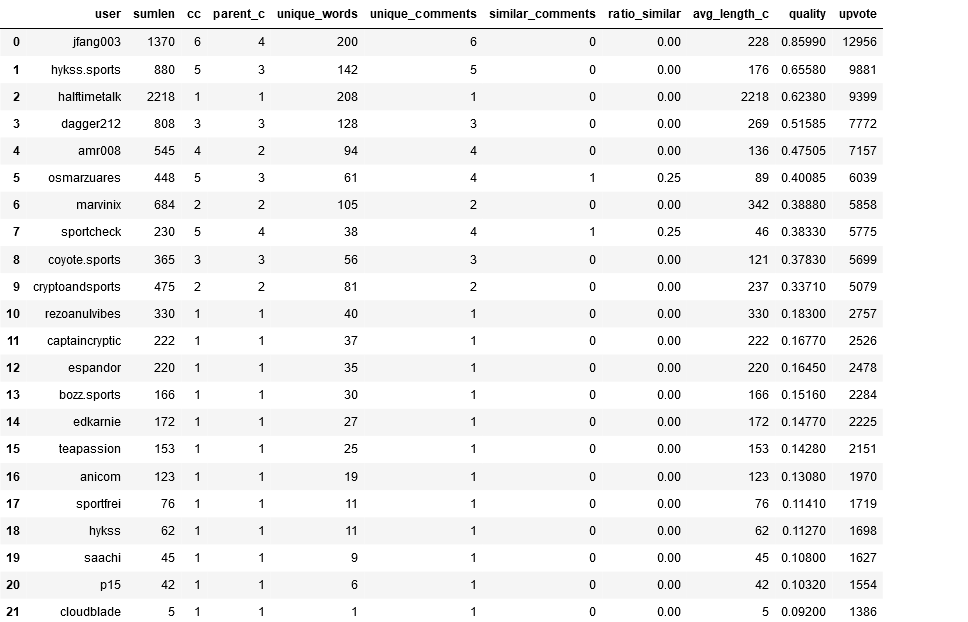 user sumlen cc parent_c unique_words unique_comments similar_comments ratio_similar avg_length_c quality upvote
0 jfang003 1370 6 4 200 6 0 0.00 228 0.85990 12956
1 hykss.sports 880 5 3 142 5 0 0.00 176 0.65580 9881
2 halftimetalk 2218 1 1 208 1 0 0.00 2218 0.62380 9399
3 dagger212 808 3 3 128 3 0 0.00 269 0.51585 7772
4 amr008 545 4 2 94 4 0 0.00 136 0.47505 7157
5 osmarzuares 448 5 3 61 4 1 0.25 89 0.40085 6039
6 marvinix 684 2 2 105 2 0 0.00 342 0.38880 5858
7 sportcheck 230 5 4 38 4 1 0.25 46 0.38330 5775
8 coyote.sports 365 3 3 56 3 0 0.00 121 0.37830 5699
9 cryptoandsports 475 2 2 81 2 0 0.00 237 0.33710 5079
10 rezoanulvibes 330 1 1 40 1 0 0.00 330 0.18300 2757
11 captaincryptic 222 1 1 37 1 0 0.00 222 0.16770 2526
12 espandor 220 1 1 35 1 0 0.00 220 0.16450 2478
13 bozz.sports 166 1 1 30 1 0 0.00 166 0.15160 2284
14 edkarnie 172 1 1 27 1 0 0.00 172 0.14770 2225
15 teapassion 153 1 1 25 1 0 0.00 153 0.14280 2151
16 anicom 123 1 1 19 1 0 0.00 123 0.13080 1970
17 sportfrei 76 1 1 11 1 0 0.00 76 0.11410 1719
18 hykss 62 1 1 11 1 0 0.00 62 0.11270 1698
19 saachi 45 1 1 9 1 0 0.00 45 0.10800 1627
20 p15 42 1 1 6 1 0 0.00 42 0.10320 1554
21 cloudblade 5 1 1 1 1 0 0.00 5 0.09200 1386